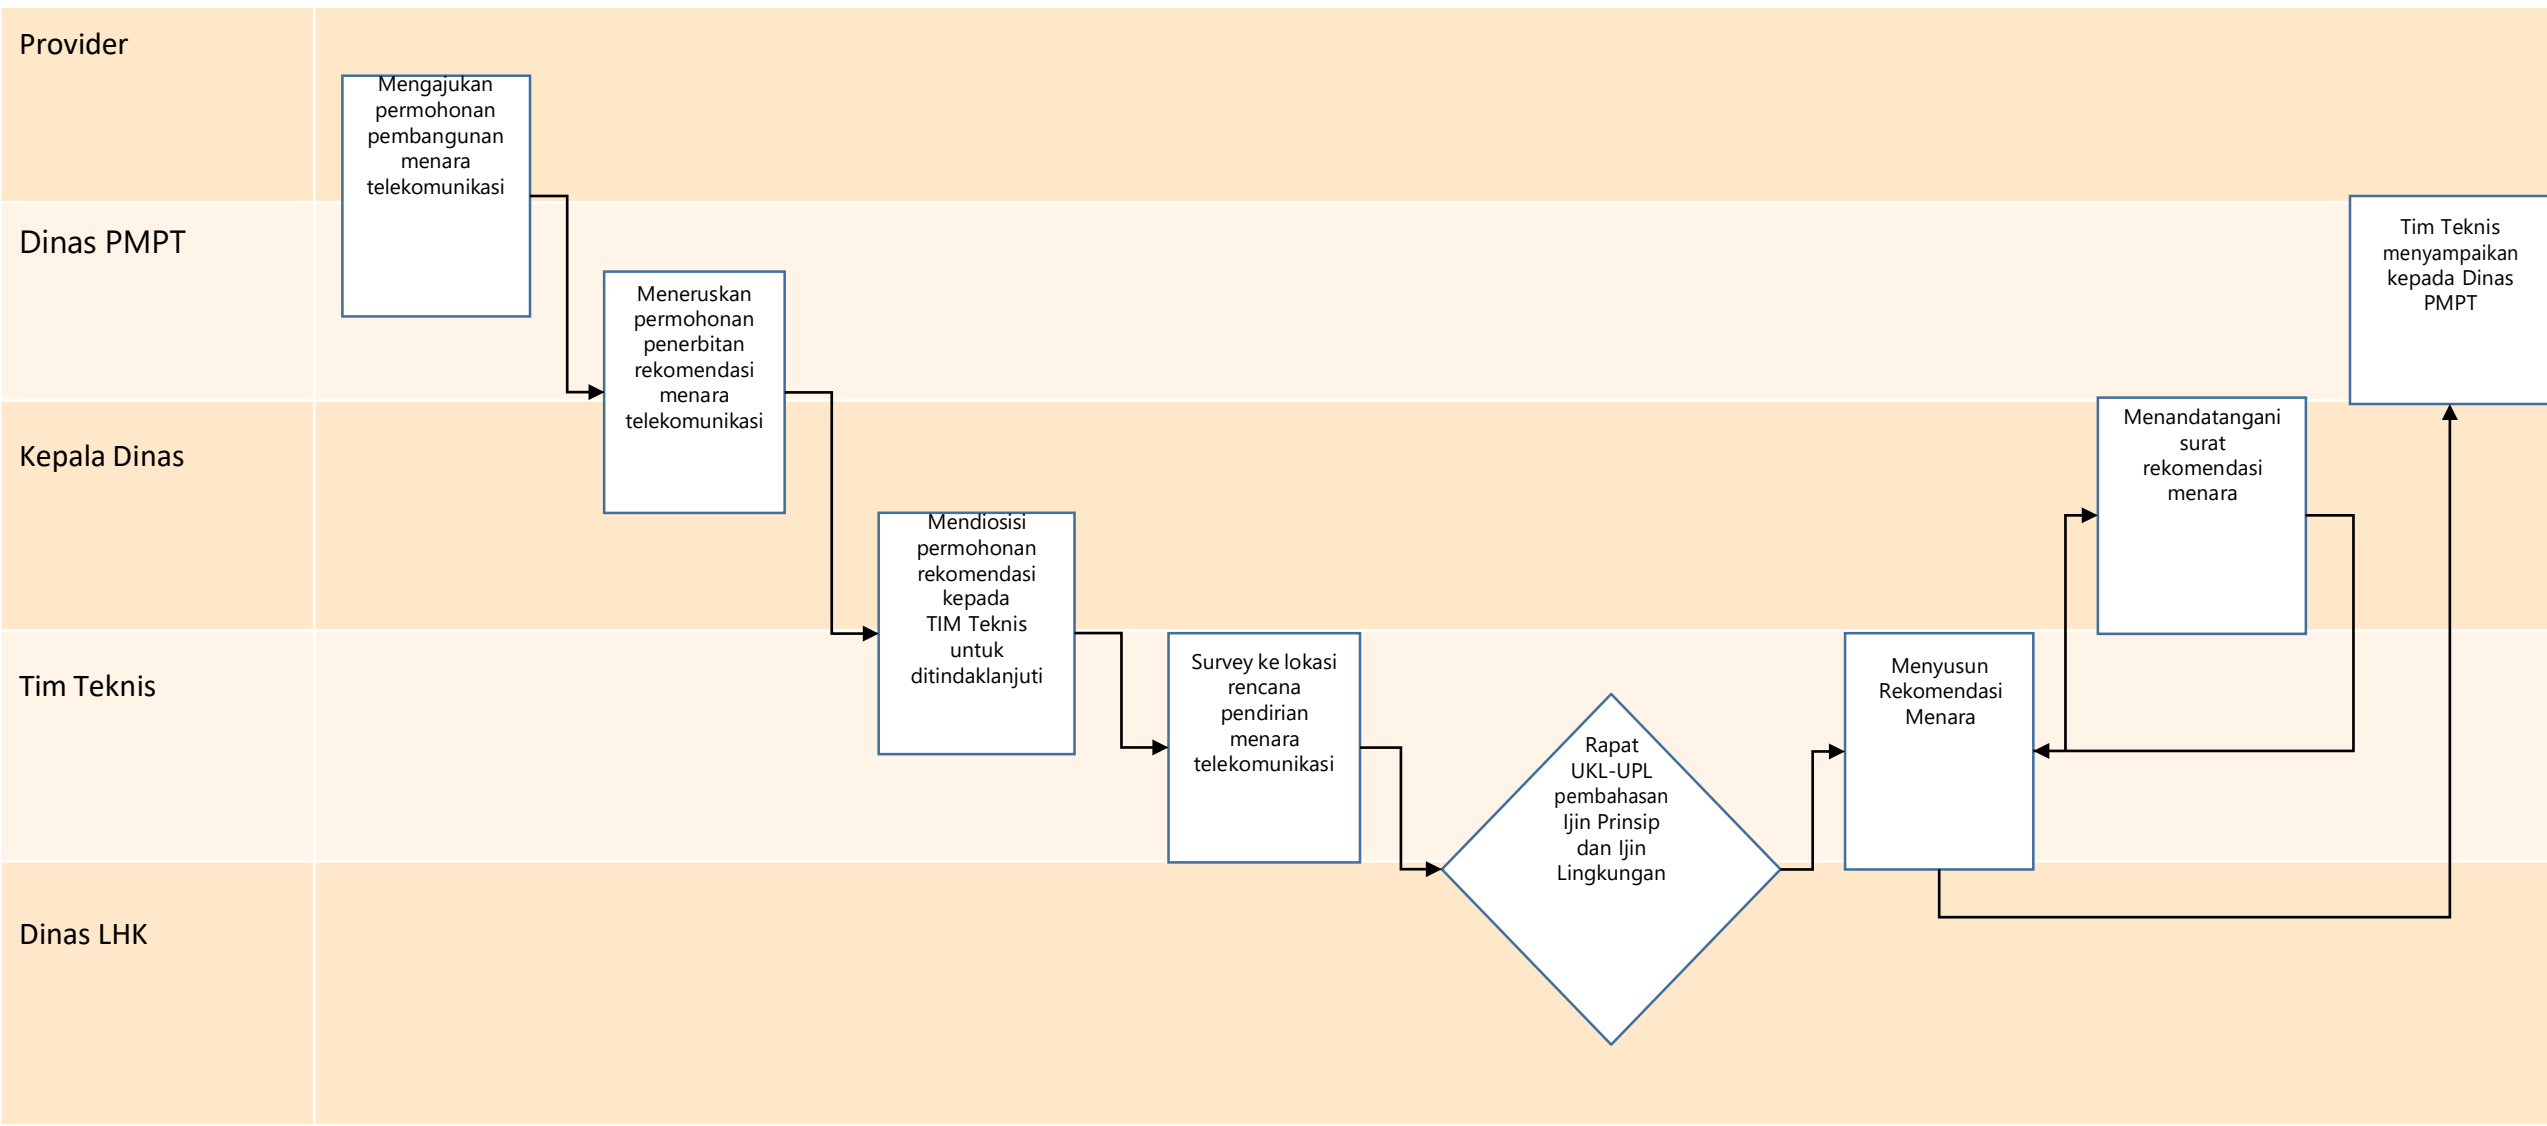 Provider
Mengajukan
permohonan
pembangunan
menara
telekomunikasi
Dinas PMPT
Meneruskan
permohonan
penerbitan
rekomendasi
menara
telekomunikasi
Tim Teknis
menyampaikan
kepada Dinas
PMPT
Kepala Dinas
Mendiosisi
permohonan
rekomendasi
kepada
TIM Teknis
untuk
ditindaklanjuti
Menandatangani
surat
rekomendasi
menara
Tim Teknis
Survey ke lokasi
rencana
pendirian
menara
telekomunikasi
Rapat
UKL-UPL
pembahasan
Ijin Prinsip
dan Ijin
Lingkungan
Menyusun
Rekomendasi
Menara
Dinas LHK